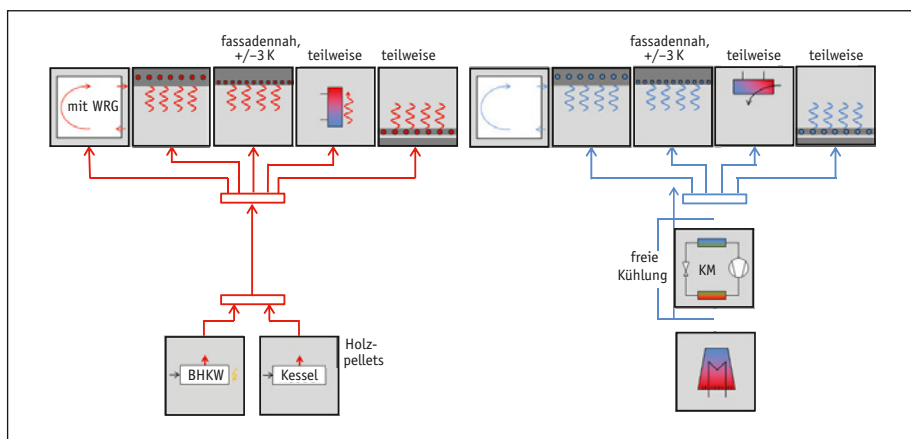 fassadennah,
+/–3 K
teilweise
teilweise
fassadennah,
+/–3 K
teilweise
teilweise
mit WRG
freie
Kühlung
KM
Holz-
pellets
BHKW
Kessel